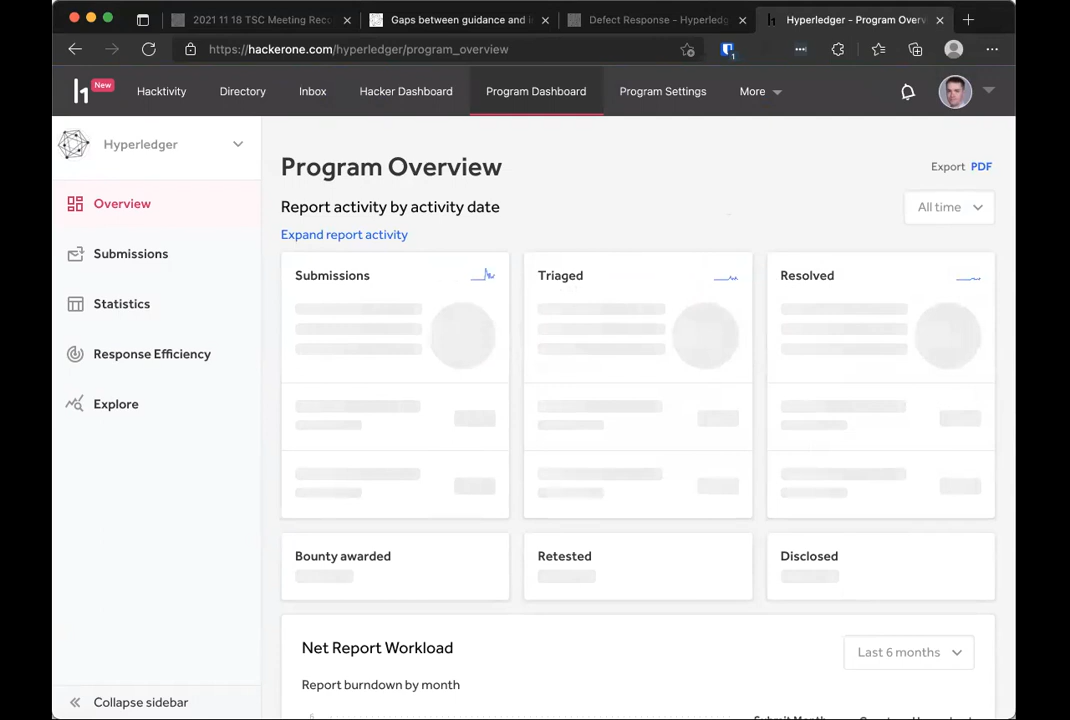 2021 11 18 TSC Meeting Reco
Gaps between guidance and i
Defect Response - Hyperledg
Hyperledger - Program Overv
https://hackerone.com/hyperledger/program_overview
1
New
Hacktivity
Directory
Inbox
Hacker Dashboard
Program Dashboard
Program Settings
More
Hyperledger
Overview
Submissions
Statistics
Response Efficiency
Explore
Collapse sidebar
Program Overview
Export PDF
Report activity by activity date
All time
Expand report activity
Submissions
Triaged
Resolved
Bounty awarded
Retested
Disclosed
Net Report Workload
Last 6 months
Report burndown by month